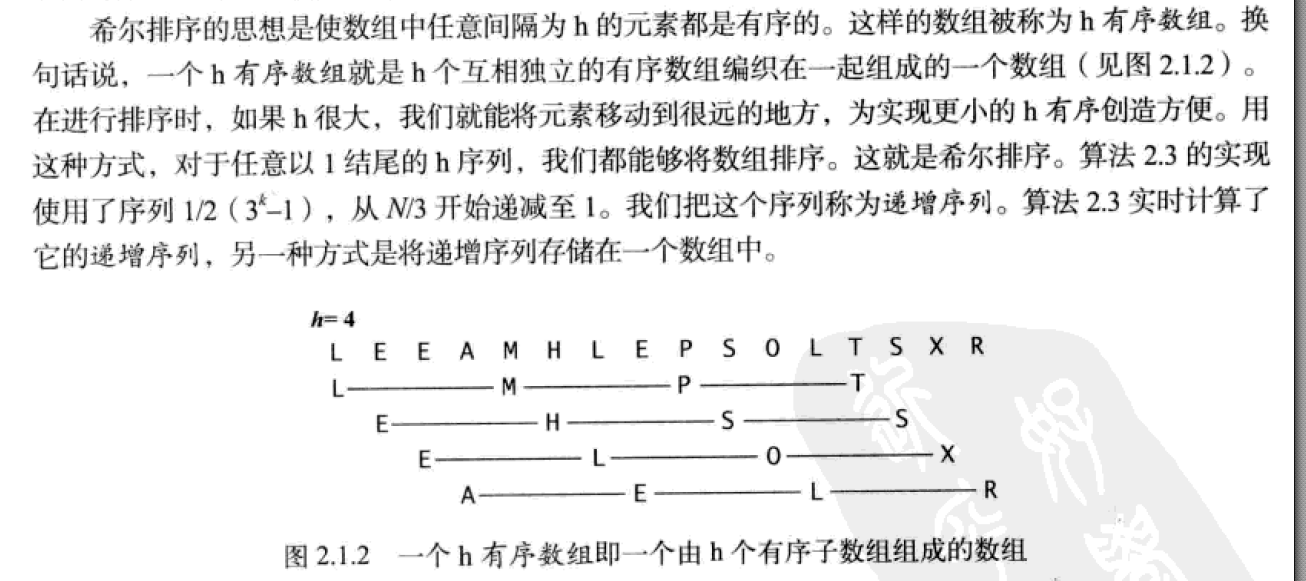 希尔排序的思想是使数组中任意间隔为 h 的元素都是有序的。这样的数组被称为 h 有序数组。换
句话说，一个 h 有序数组就是 h 个互相独立的有序数组编织在一起组成的一个数组（见图 2.1.2）。
在进行排序时，如果 h 很大，我们就能将元素移动到很远的地方，为实现更小的 h 有序创造方便。用
这种方式，对于任意以 1 结尾的 h 序列，我们都能够将数组排序。这就是希尔排序。算法 2.3 的实现
使用了序列 1/2（3ᵏ–1），从 N/3 开始递减至 1。我们把这个序列称为递增序列。算法 2.3 实时计算了
它的递增序列，另一种方式是将递增序列存储在一个数组中。
h= 4
L E E A M H L E P S O L T S X R
L M P T
E H S S
E L O X
A E L R
图 2.1.2 一个 h 有序数组即一个由 h 个有序子数组组成的数组